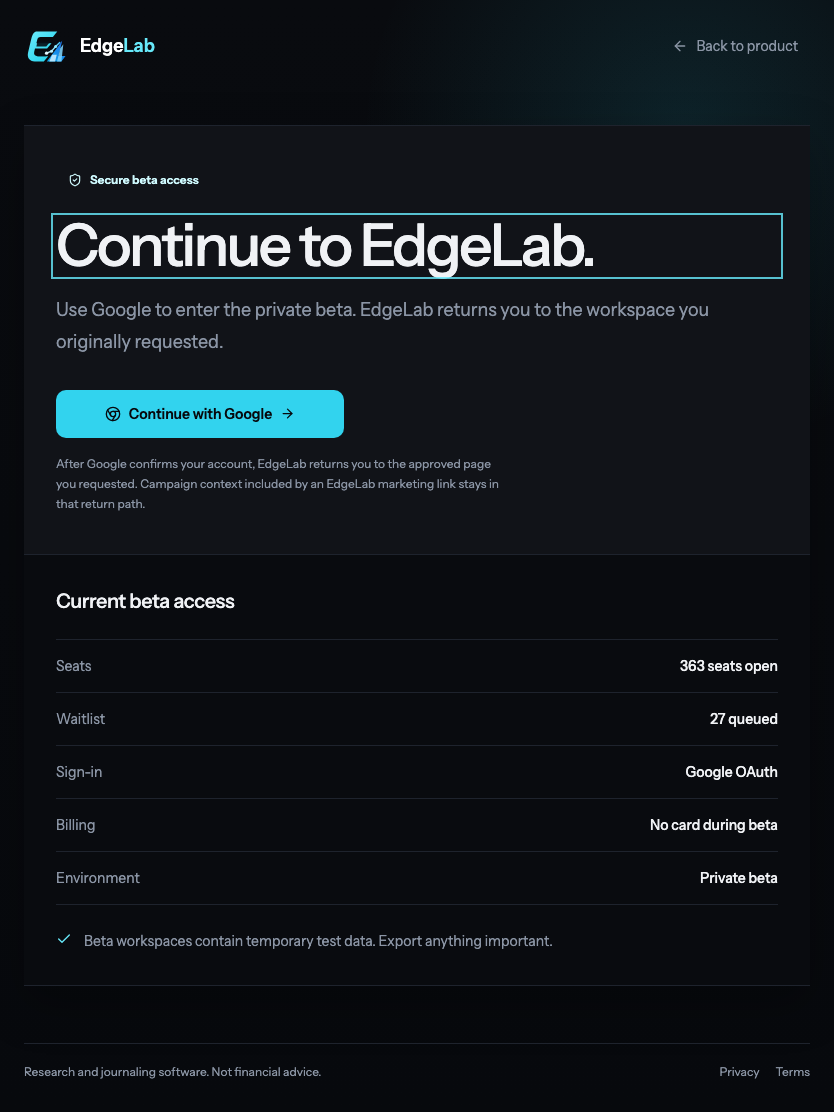 EdgeLab
Back to product
Secure beta access
Continue to EdgeLab.
Use Google to enter the private beta. EdgeLab returns you to the workspace you
originally requested.
Continue with Google
After Google confirms your account, EdgeLab returns you to the approved page
you requested. Campaign context included by an EdgeLab marketing link stays in
that return path.
Current beta access
Seats 363 seats open
Waitlist 27 queued
Sign-in Google OAuth
Billing No card during beta
Environment Private beta
Beta workspaces contain temporary test data. Export anything important.
Research and journaling software. Not financial advice. Privacy Terms